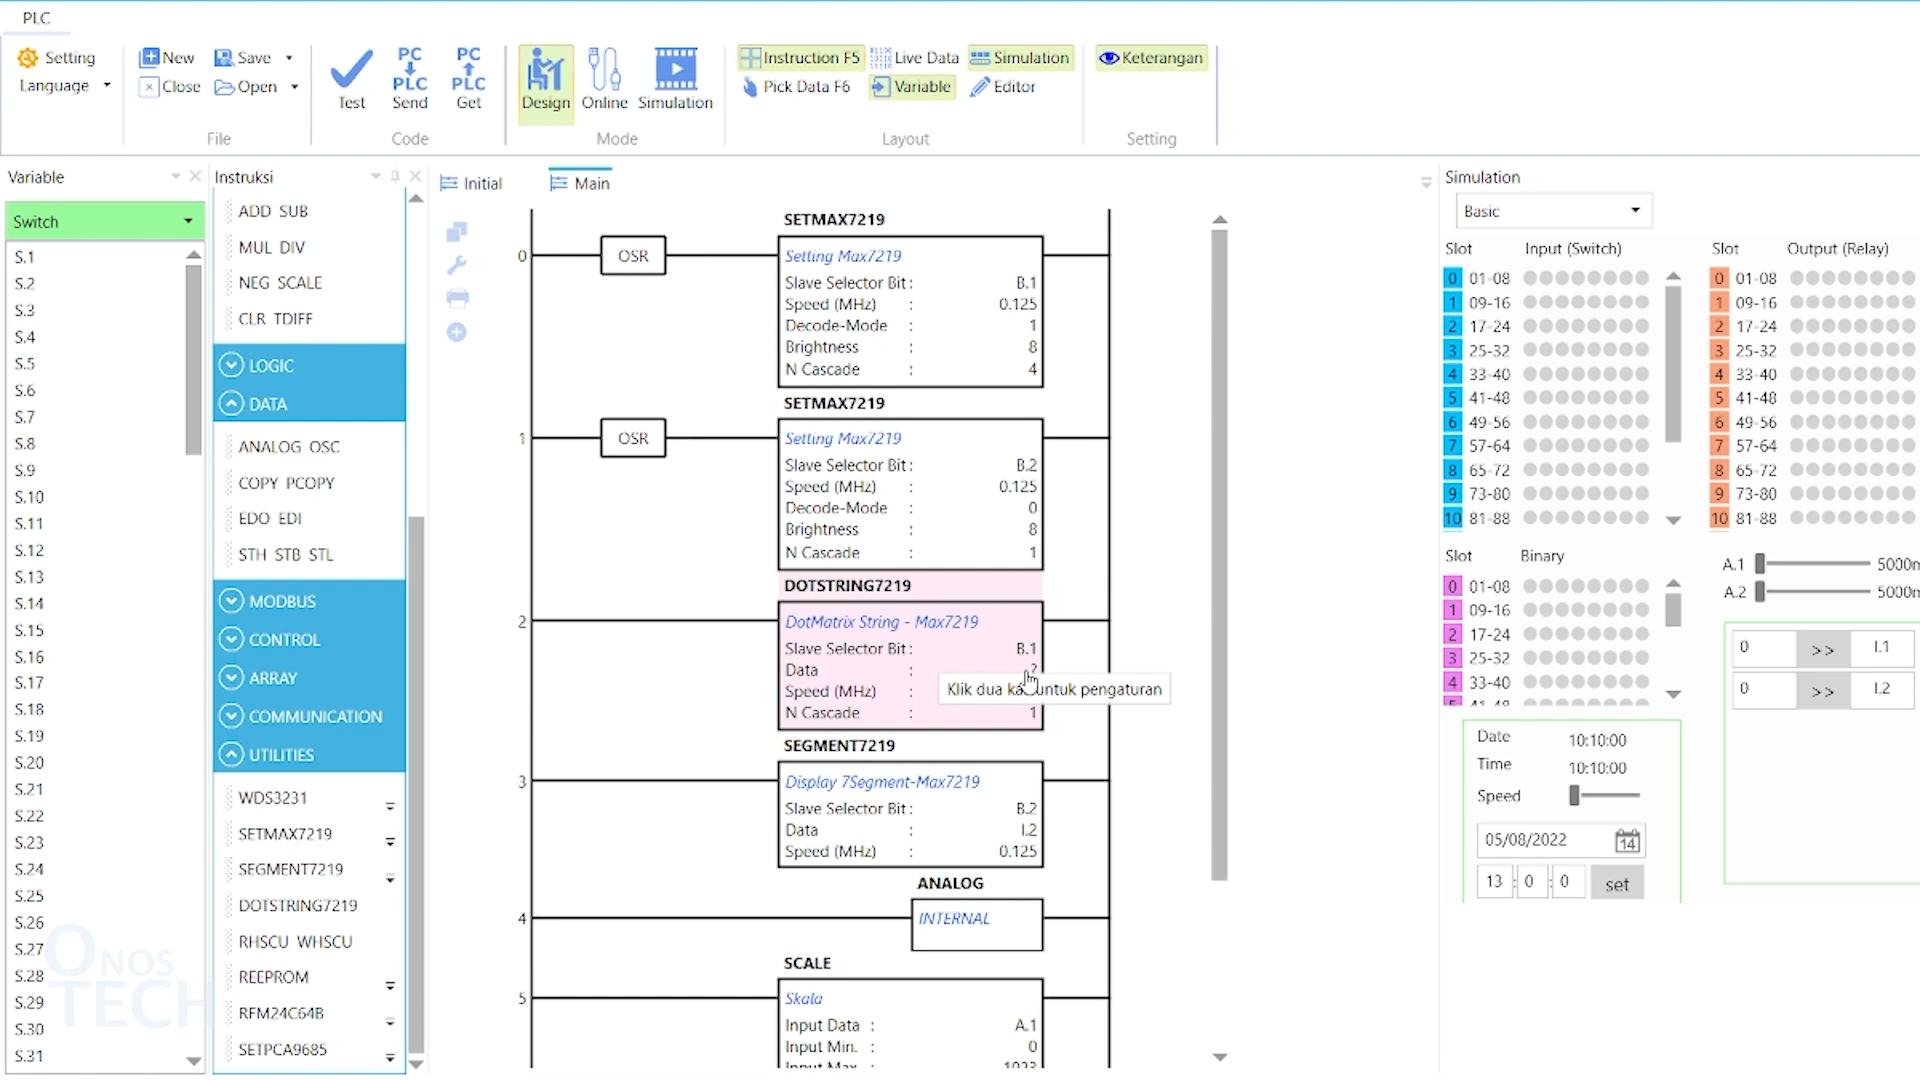 PLC
Setting
Language
New
Close
Save
Open
File
Test
PC
PLC
Send
PC
PLC
Get
Code
Design
Online
Simulation
Mode
Instruction F5
Live Data
Simulation
Pick Data F6
Variable
Editor
Layout
Keterangan
Setting
Variable
Switch
S.1
S.2
S.3
S.4
S.5
S.6
S.7
S.8
S.9
S.10
S.11
S.12
S.13
S.14
S.15
S.16
S.17
S.18
S.19
S.20
S.21
S.22
S.23
S.24
S.25
S.26
S.27
S.28
S.29
S.30
S.31
ONOS
TECH
Instruksi
ADD SUB
MUL DIV
NEG SCALE
CLR TDIFF
LOGIC
DATA
ANALOG OSC
COPY PCOPY
EDO EDI
STH STB STL
MODBUS
CONTROL
ARRAY
COMMUNICATION
UTILITIES
WDS3231
SETMAX7219
SEGMENT7219
DOTSTRING7219
RHSCU WHSCU
REEPROM
RFM24C64B
SETPCA9685
Initial
Main
SETMAX7219
0
OSR
Setting Max7219
Slave Selector Bit : B.1
Speed (MHz) : 0.125
Decode-Mode : 1
Brightness : 8
N Cascade : 4
SETMAX7219
1
OSR
Setting Max7219
Slave Selector Bit : B.2
Speed (MHz) : 0.125
Decode-Mode : 0
Brightness : 8
N Cascade : 1
DOTSTRING7219
2
DotMatrix String - Max7219
Slave Selector Bit : B.1
Data : ?
Speed (MHz) :
Klik dua untuk pengaturan
N Cascade : 1
SEGMENT7219
3
Display 7Segment-Max7219
Slave Selector Bit : B.2
Data : I.2
Speed (MHz) : 0.125
ANALOG
4
INTERNAL
SCALE
5
Skala
Input Data : A.1
Input Min. : 0
Input Max. : 1023
Simulation
Basic
Slot Input (Switch)
0 01-08
1 09-16
2 17-24
3 25-32
4 33-40
5 41-48
6 49-56
7 57-64
8 65-72
9 73-80
10 81-88
Slot Output (Relay)
0 01-08
1 09-16
2 17-24
3 25-32
4 33-40
5 41-48
6 49-56
7 57-64
8 65-72
9 73-80
10 81-88
Slot Binary
0 01-08
1 09-16
2 17-24
3 25-32
4 33-40
5 41-48
A.1 5000m
A.2 5000m
0 >> I.1
0 >> I.2
Date 10:10:00
Time 10:10:00
Speed
05/08/2022
14
13 : 0 : 0 set